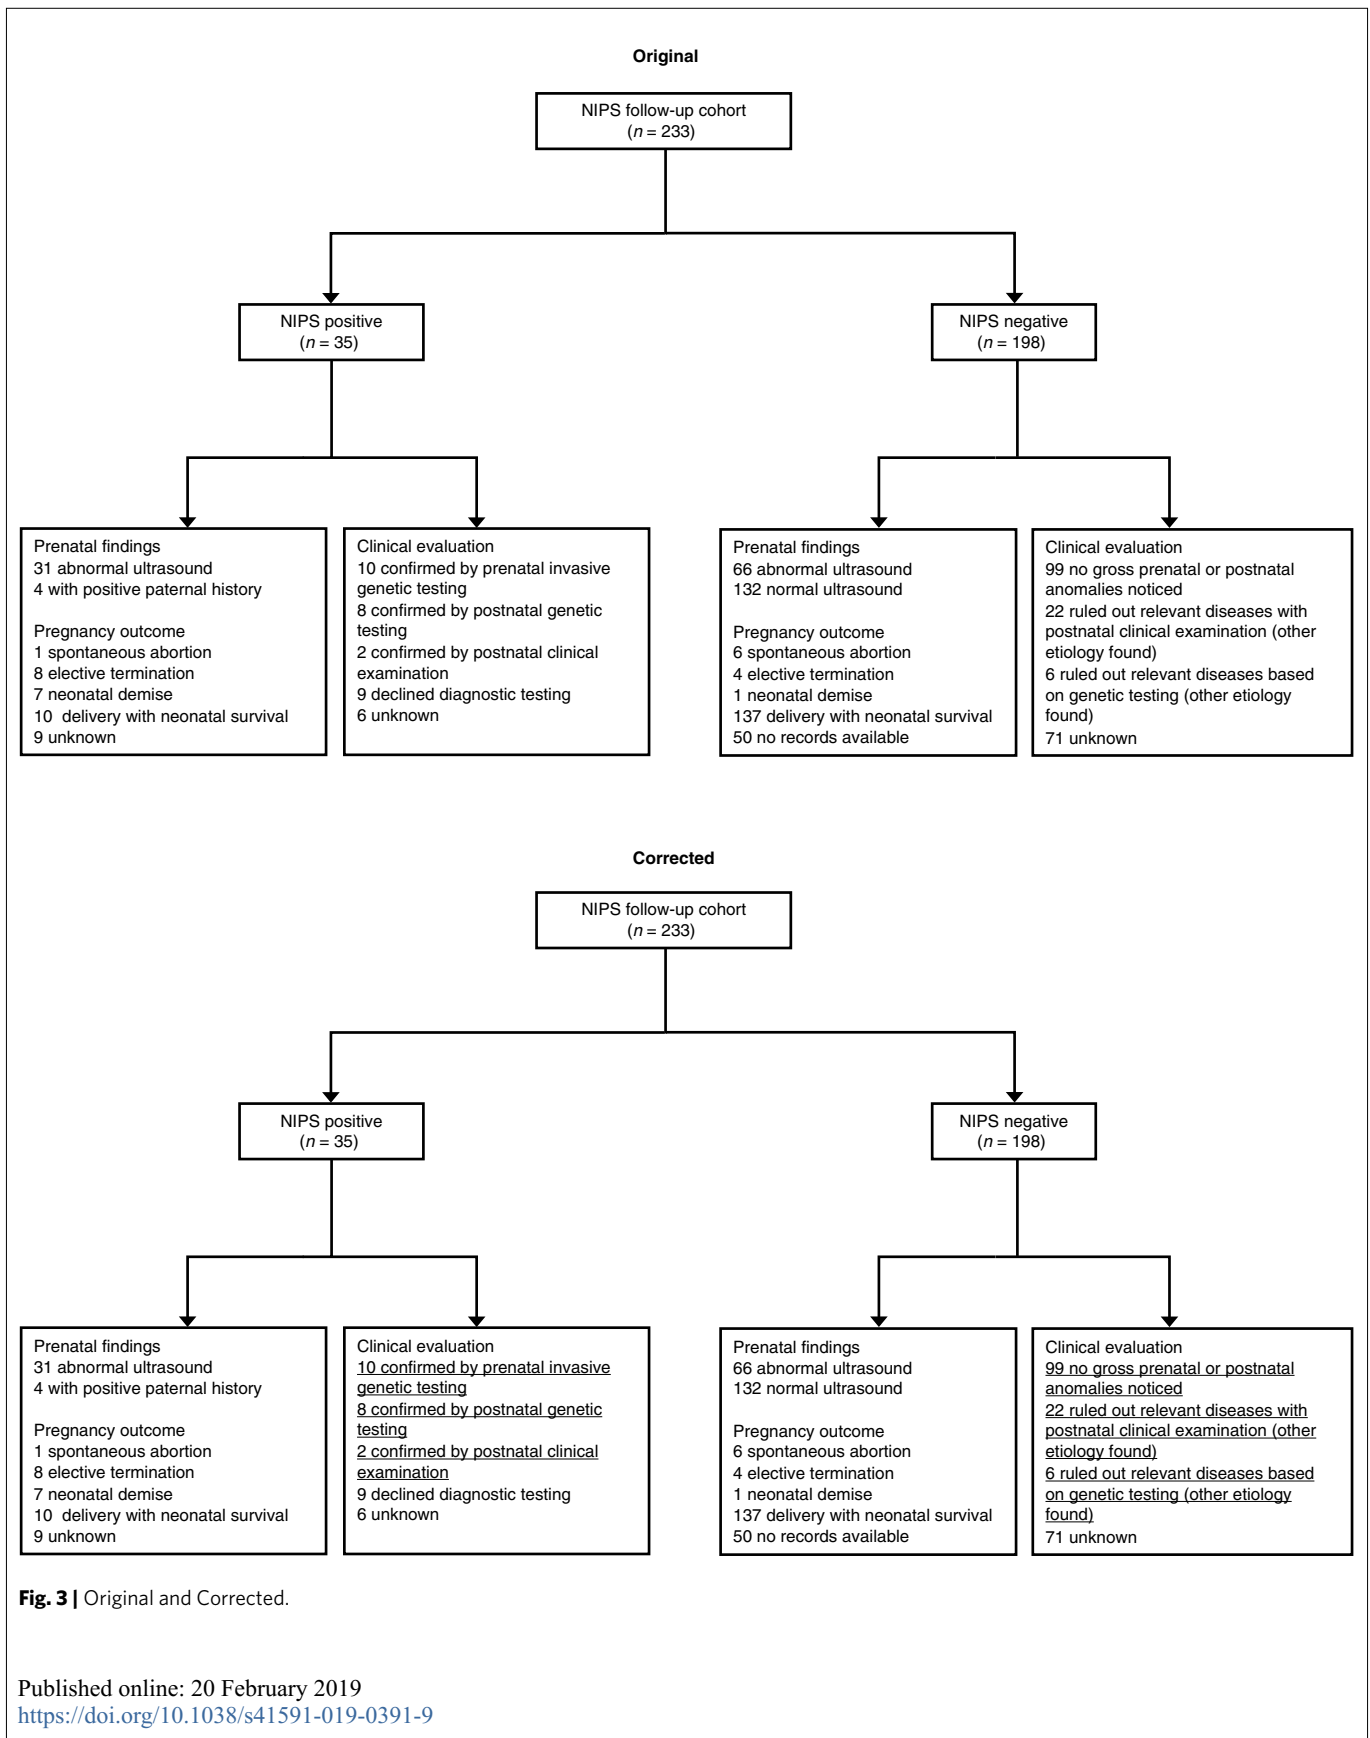 Original
NIPS follow-up cohort
(n = 233)
NIPS positive
(n = 35)
NIPS negative
(n = 198)
Prenatal findings
31 abnormal ultrasound
4 with positive paternal history
Pregnancy outcome
1 spontaneous abortion
8 elective termination
7 neonatal demise
10 delivery with neonatal survival
9 unknown
Clinical evaluation
10 confirmed by prenatal invasive
genetic testing
8 confirmed by postnatal genetic
testing
2 confirmed by postnatal clinical
examination
9 declined diagnostic testing
6 unknown
Prenatal findings
66 abnormal ultrasound
132 normal ultrasound
Pregnancy outcome
6 spontaneous abortion
4 elective termination
1 neonatal demise
137 delivery with neonatal survival
50 no records available
Clinical evaluation
99 no gross prenatal or postnatal
anomalies noticed
22 ruled out relevant diseases with
postnatal clinical examination (other
etiology found)
6 ruled out relevant diseases based
on genetic testing (other etiology
found)
71 unknown
Corrected
NIPS follow-up cohort
(n = 233)
NIPS positive
(n = 35)
NIPS negative
(n = 198)
Prenatal findings
31 abnormal ultrasound
4 with positive paternal history
Pregnancy outcome
1 spontaneous abortion
8 elective termination
7 neonatal demise
10 delivery with neonatal survival
9 unknown
Clinical evaluation
10 confirmed by prenatal invasive
genetic testing
8 confirmed by postnatal genetic
testing
2 confirmed by postnatal clinical
examination
9 declined diagnostic testing
6 unknown
Prenatal findings
66 abnormal ultrasound
132 normal ultrasound
Pregnancy outcome
6 spontaneous abortion
4 elective termination
1 neonatal demise
137 delivery with neonatal survival
50 no records available
Clinical evaluation
99 no gross prenatal or postnatal
anomalies noticed
22 ruled out relevant diseases with
postnatal clinical examination (other
etiology found)
6 ruled out relevant diseases based
on genetic testing (other etiology
found)
71 unknown
Fig. 3 | Original and Corrected.
Published online: 20 February 2019
https://doi.org/10.1038/s41591-019-0391-9